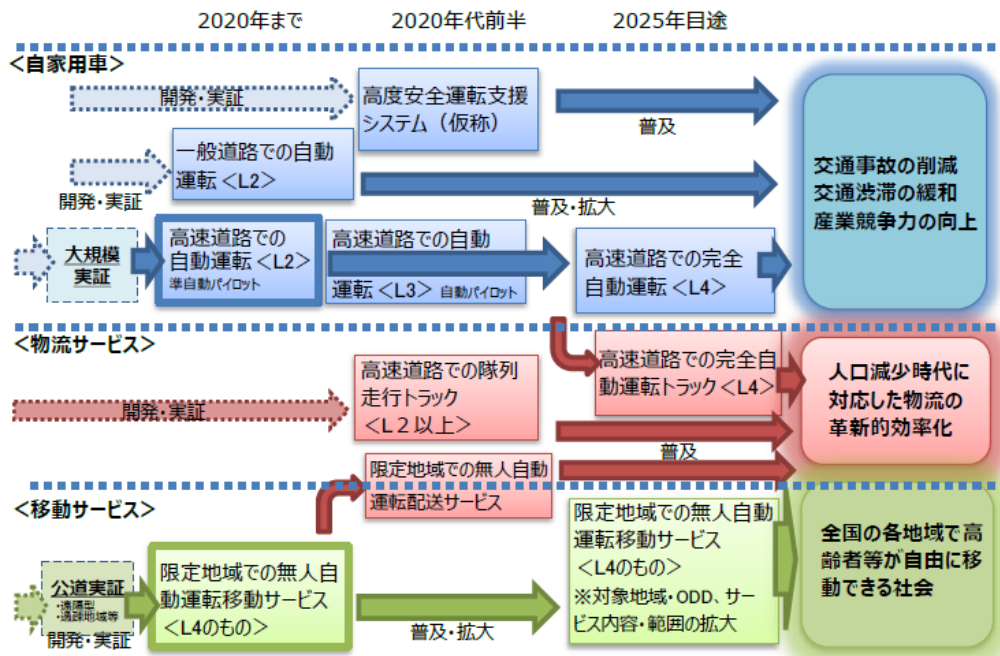 2020年まで
2020年代前半
2025年目途
<自家用車>
開発・実証
高度安全運転支援
システム（仮称）
普及
一般道路での自動
運転<L2>
開発・実証
普及・拡大
大規模
実証
高速道路での
自動運転<L2>
準自動パイロット
高速道路での自動
運転<L3> 自動パイロット
高速道路での完全
自動運転<L4>
交通事故の削減
交通渋滞の緩和
産業競争力の向上
<物流サービス>
開発・実証
高速道路での隊列
走行トラック
<L２以上>
高速道路での完全自
動運転トラック<L4>
普及
限定地域での無人自動
運転配送サービス
人口減少時代に
対応した物流の
革新的効率化
<移動サービス>
公道実証
・遠隔型
・過疎地域等
開発・実証
限定地域での無人自
動運転移動サービス
<L4のもの>
普及・拡大
限定地域での無人自動
運転移動サービス
<L4のもの>
※対象地域・ODD、サー
ビス内容・範囲の拡大
全国の各地域で高
齢者等が自由に移
動できる社会